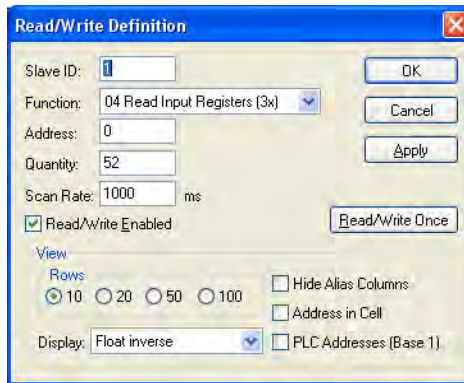 Read/Write Definition
Slave ID: 1
OK
Function: 04 Read Input Registers (3x)
Cancel
Address: 0
Apply
Quantity: 52
Scan Rate: 1000 ms
Read/Write Enabled
Read/Write Once
View
Rows
10 20 50 100
Hide Alias Columns
Address in Cell
Display: Float inverse
PLC Addresses (Base 1)